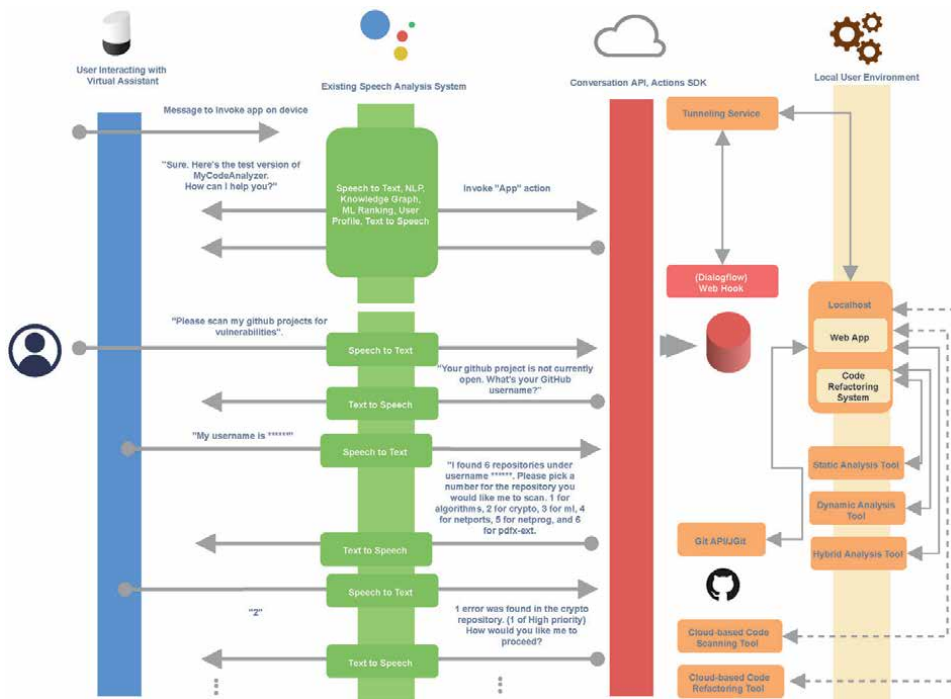 User Interacting with
Virtual Assistant
Existing Speech Analysis System
Conversation API, Actions SDK
Local User Environment
Message to Invoke app on device
Tunneling Service
"Sure. Here's the test version of
MyCodeAnalyzer.
How can I help you?"
Speech to Text, NLP,
Knowledge Graph,
ML Ranking, User
Profile, Text to Speech
Invoke "App" action
(Dialogflow)
Web Hook
Localhost
Web App
Code
Refactoring
System
"Please scan my github projects for
vulnerabilities".
Speech to Text
"Your github project is not currently
open. What's your GitHub
username?"
Text to Speech
"My username is ******"
Speech to Text
"I found 6 repositories under
username ******. Please pick a
number for the repository you
would like me to scan. 1 for
algorithms, 2 for crypto, 3 for ml, 4
for netports, 5 for netprog, and 6
for pdfx-ext.
Static Analysis Tool
Dynamic Analysis
Tool
Text to Speech
Git API/JGit
Hybrid Analysis Tool
Speech to Text
"2"
1 error was found in the crypto
repository. (1 of High priority)
How would you like me to
proceed?
Text to Speech
Cloud-based Code
Scanning Tool
Cloud-based Code
Refactoring Tool